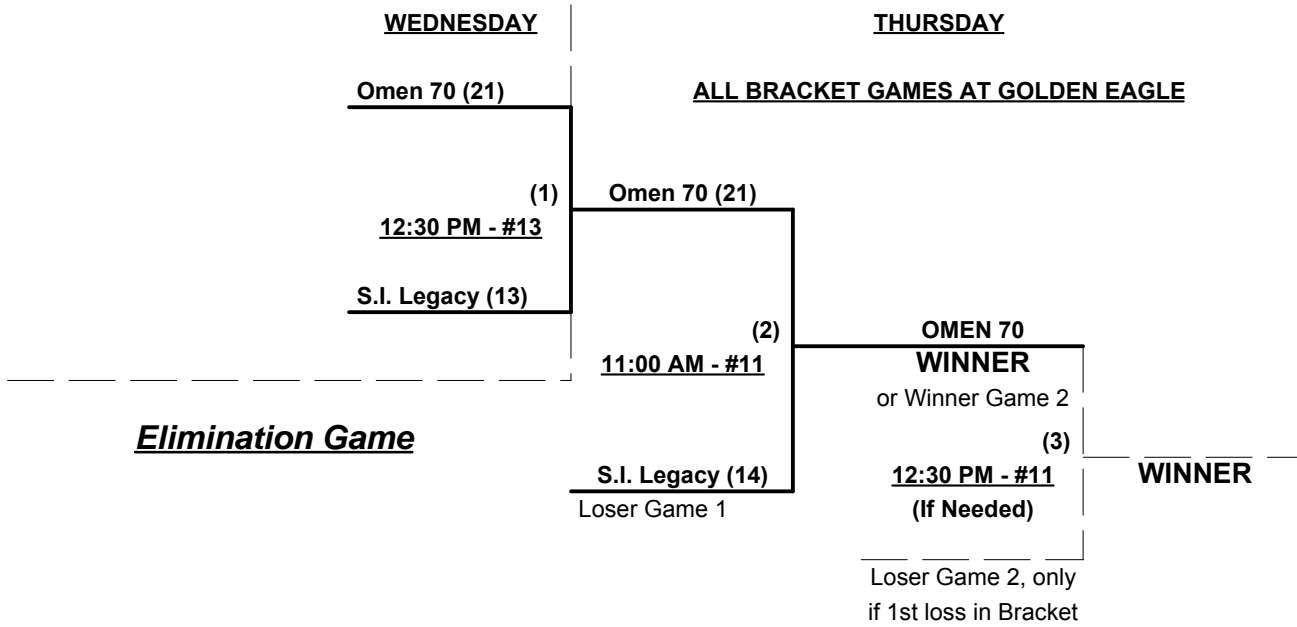 WEDNESDAY
THURSDAY
Omen 70 (21)
ALL BRACKET GAMES AT GOLDEN EAGLE
(1)
Omen 70 (21)
12:30 PM - #13
S.I. Legacy (13)
(2)
OMEN 70
11:00 AM - #11
WINNER
or Winner Game 2
Elimination Game
(3)
S.I. Legacy (14)
12:30 PM - #11
WINNER
Loser Game 1
(If Needed)
Loser Game 2, only
if 1st loss in Bracket